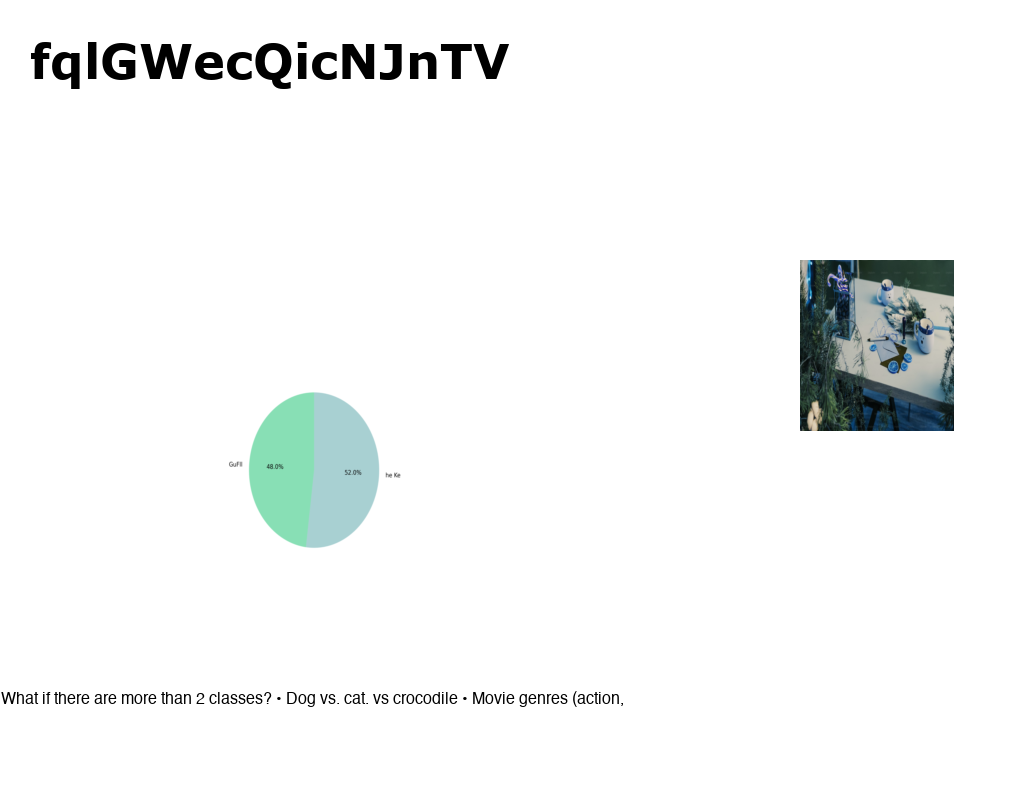 fqlGWecQicNJnTV
GuFll
48.0%
52.0%
he Ke
What if there are more than 2 classes? • Dog vs. cat. vs crocodile • Movie genres (action,